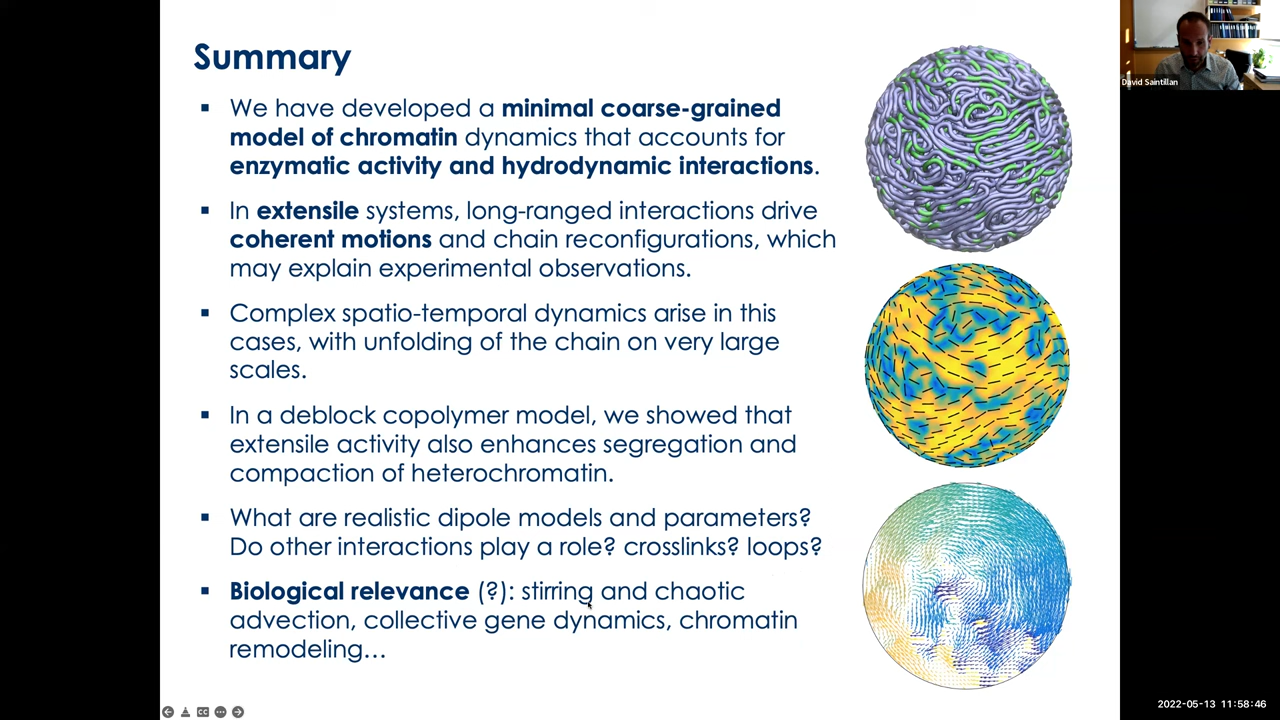 Summary
We have developed a minimal coarse-grained
model of chromatin dynamics that accounts for
enzymatic activity and hydrodynamic interactions.
In extensile systems, long-ranged interactions drive
coherent motions and chain reconfigurations, which
may explain experimental observations.
Complex spatio-temporal dynamics arise in this
cases, with unfolding of the chain on very large
scales.
In a deblock copolymer model, we showed that
extensile activity also enhances segregation and
compaction of heterochromatin.
What are realistic dipole models and parameters?
Do other interactions play a role? crosslinks? loops?
Biological relevance (?): stirring and chaotic
advection, collective gene dynamics, chromatin
remodeling…
David Saintillan
2022-05-13 11:58:46